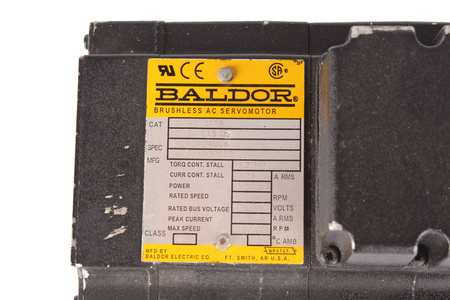 CE
SA
BALDOR®
BRUSHLESS AC SERVOMOTOR
CAT
SPEC
MFG
TORQ CONT. STALL
CURR CONT. STALL A RMS
POWER
RATED SPEED RPM
RATED BUS VOLTAGE VOLTS
PEAK CURRENT A RMS
MAX SPEED RPM
CLASS °C AMB
MFG BY
BALDOR ELECTRIC CO FT. SMITH, AR U.S.A.